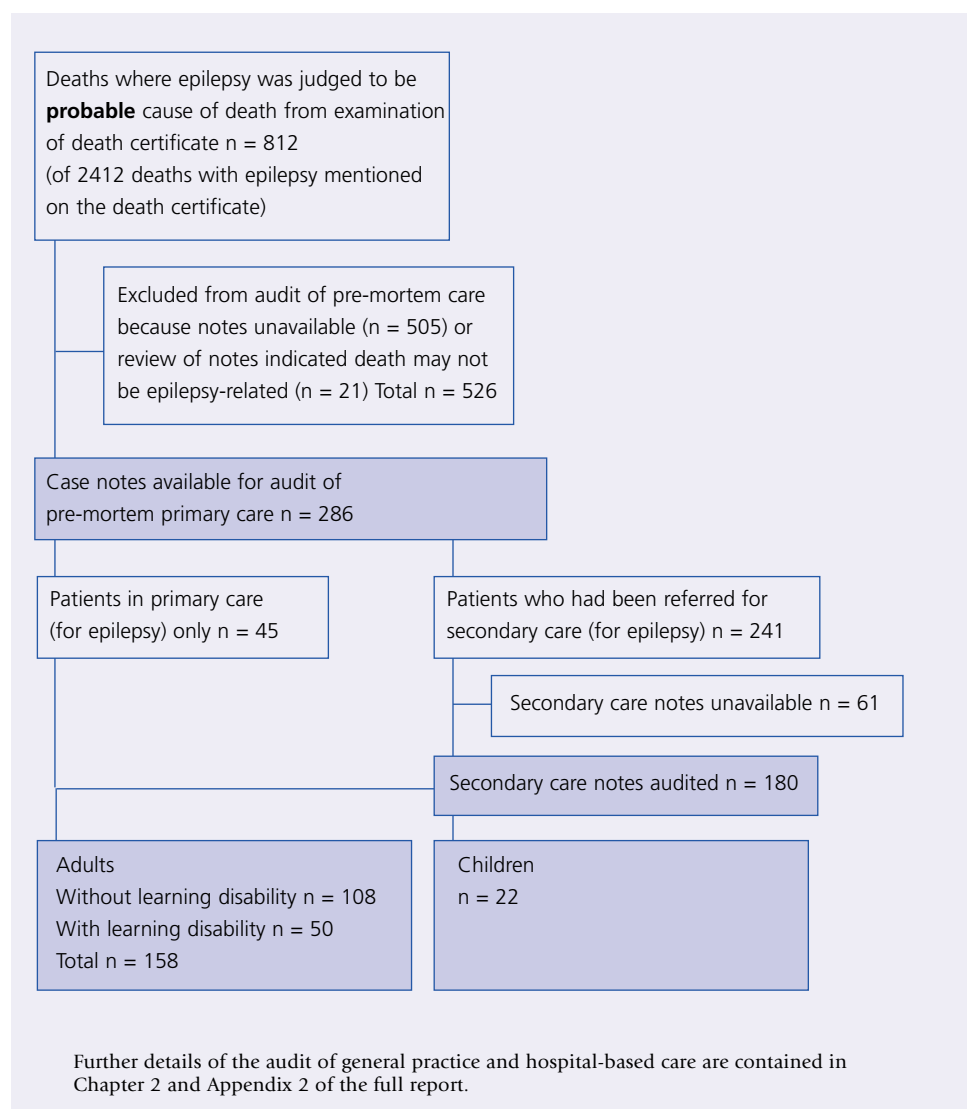 Deaths where epilepsy was judged to be
probable cause of death from examination
of death certificate n = 812
(of 2412 deaths with epilepsy mentioned
on the death certificate)
Excluded from audit of pre-mortem care
because notes unavailable (n = 505) or
review of notes indicated death may not
be epilepsy-related (n = 21) Total n = 526
Case notes available for audit of
pre-mortem primary care n = 286
Patients in primary care
(for epilepsy) only n = 45
Patients who had been referred for
secondary care (for epilepsy) n = 241
Secondary care notes unavailable n = 61
Secondary care notes audited n = 180
Adults
Without learning disability n = 108
With learning disability n = 50
Total n = 158
Children
n = 22
Further details of the audit of general practice and hospital-based care are contained in
Chapter 2 and Appendix 2 of the full report.